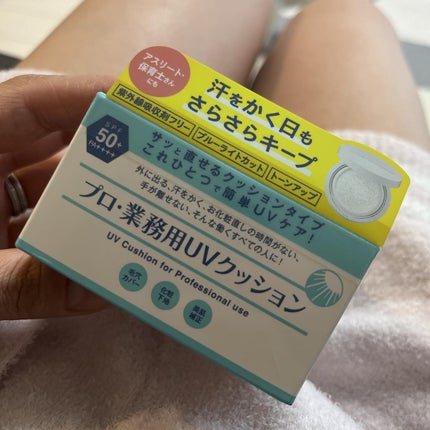 アスリート・
保育士さん
にも
汗をかく日も
さらさらキープ
紫外線吸収剤フリー
ブルーライトカット
トーンアップ
SPF
50+
PA++++
サッと直せるクッションタイプ
これひとつで簡単UVケア!
外に出る、汗をかく、お化粧直しの時間がない、
手が離せない、そんな働くすべての人に!
プロ・業務用UVクッション
UV Cushion for Professional use
毛穴
カバー
化粧
下地
補正